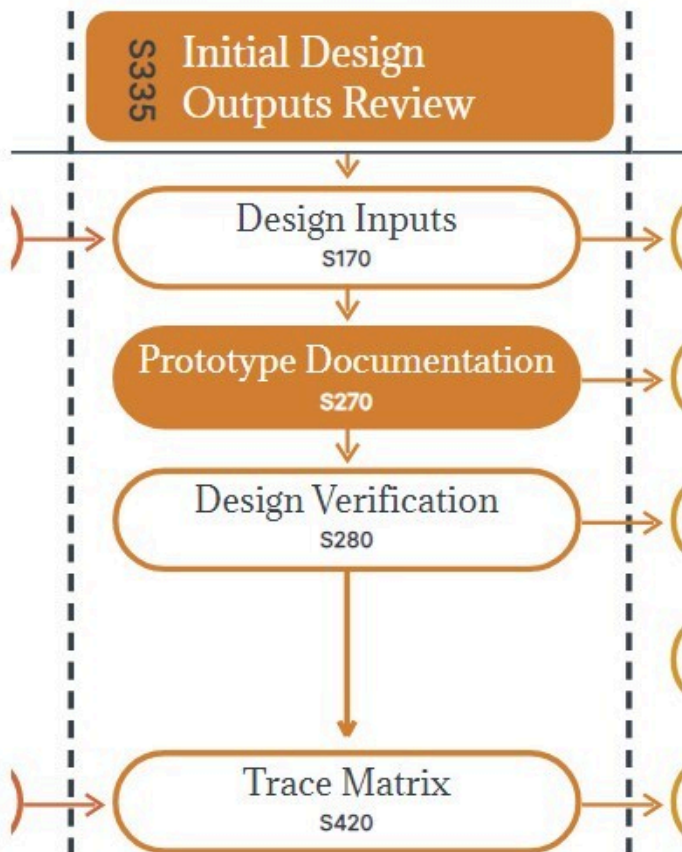 S335
Initial Design
Outputs Review
Design Inputs
S170
Prototype Documentation
S270
Design Verification
S280
Trace Matrix
S420